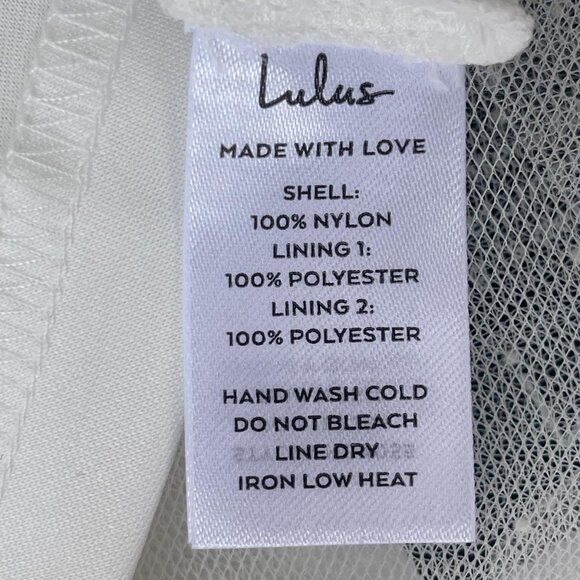 Lulus
MADE WITH LOVE
SHELL:
100% NYLON
LINING 1:
100% POLYESTER
LINING 2:
100% POLYESTER
HAND WASH COLD
DO NOT BLEACH
LINE DRY
IRON LOW HEAT